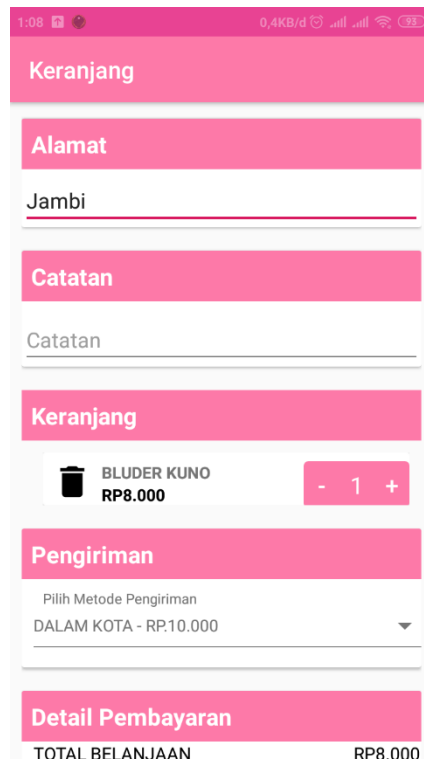 1:08 0,4KB/d 93
Keranjang
Alamat
Jambi
Catatan
Catatan
Keranjang
BLUDER KUNO
RP8.000
- 1 +
Pengiriman
Pilih Metode Pengiriman
DALAM KOTA - RP.10.000
Detail Pembayaran
TOTAL BELANJAAN RP8.000